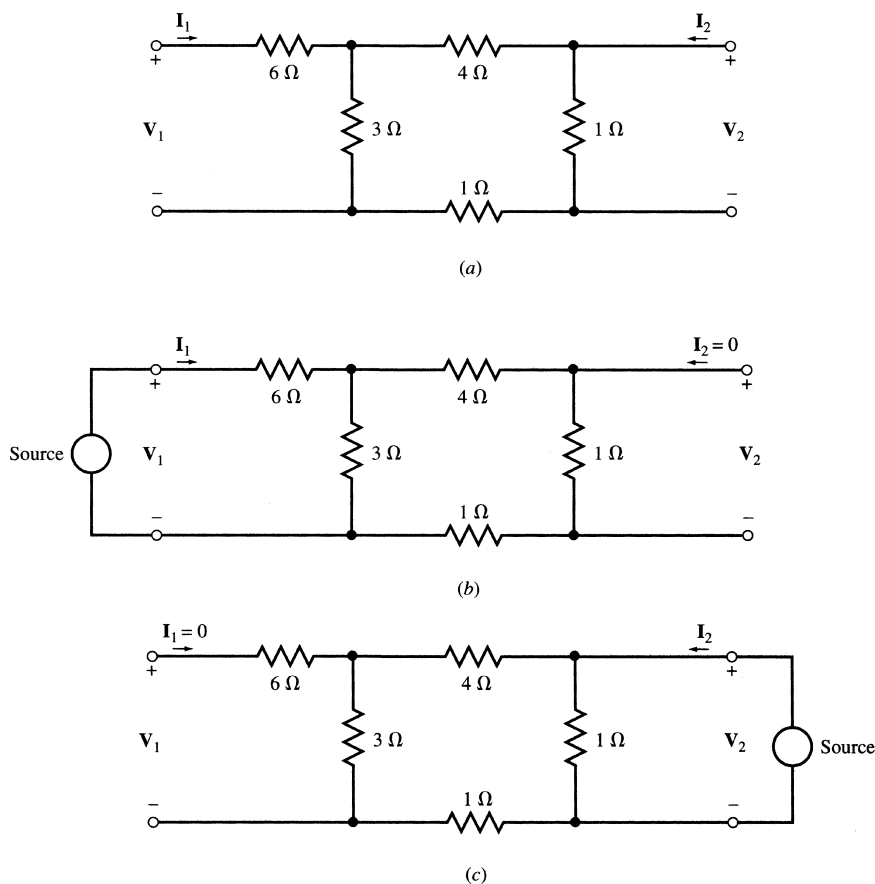 I₁ I₂
6 Ω 4 Ω
+ +
V₁ 3 Ω 1 Ω V₂
1 Ω
− −
(a)
I₁ I₂ = 0
+ +
6 Ω 4 Ω
Source V₁ 3 Ω 1 Ω V₂
1 Ω
− −
(b)
I₁ = 0 I₂
+ +
6 Ω 4 Ω
V₁ 3 Ω 1 Ω V₂ Source
1 Ω
− −
(c)